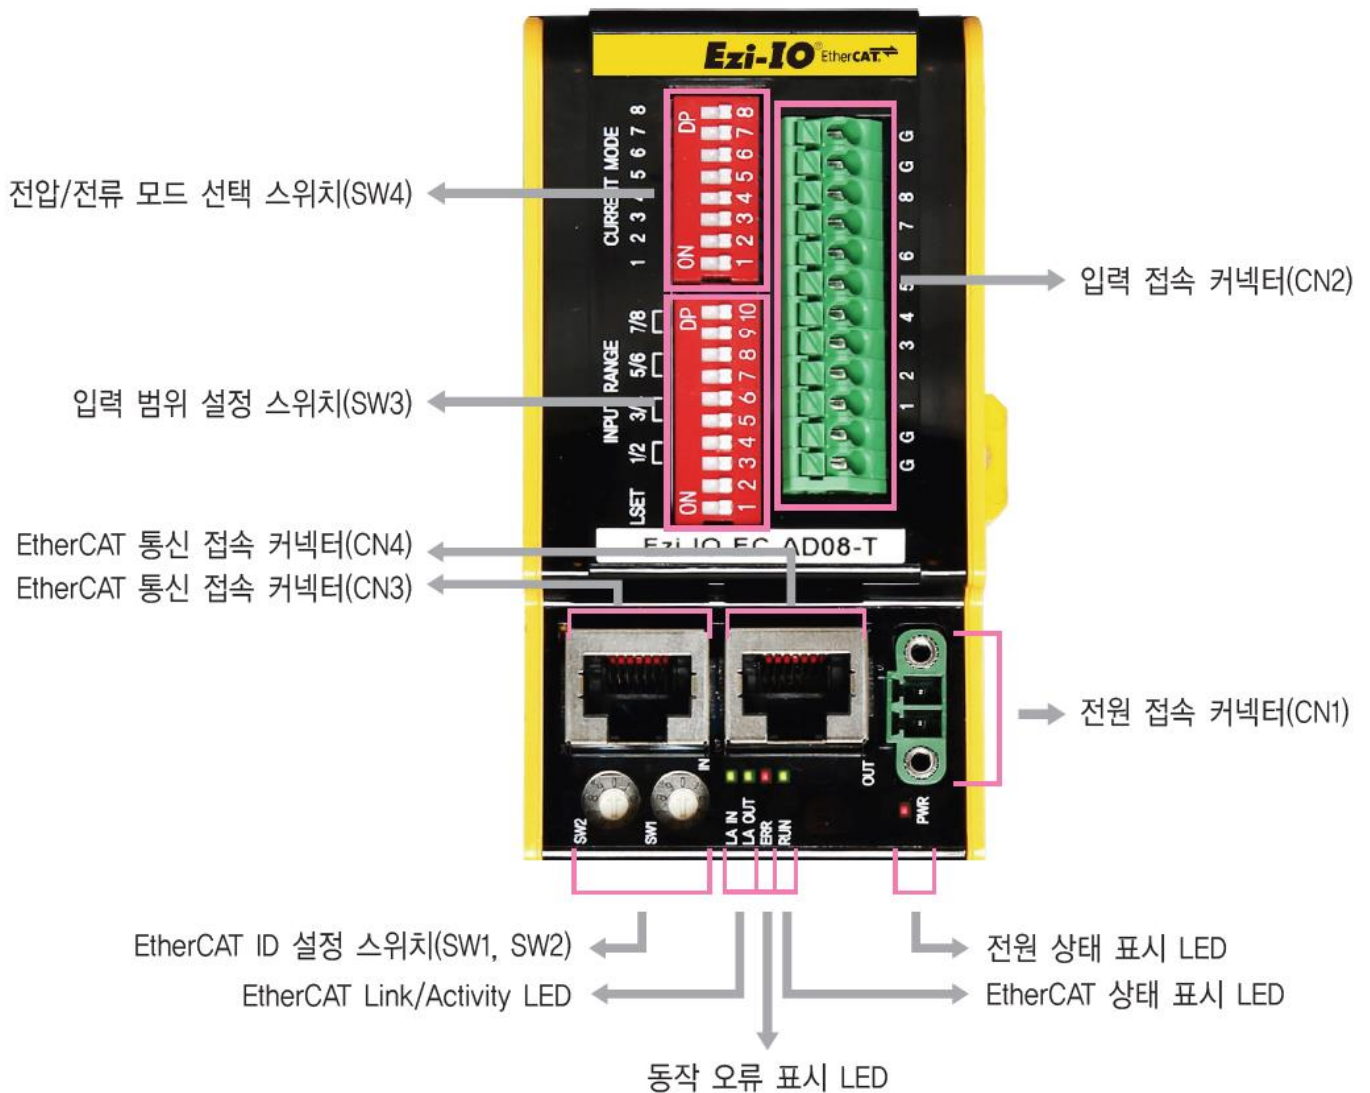 Ezi-IO® EtherCAT
전압/전류 모드 선택 스위치(SW4)
CURRENT MODE
1 2 3 4 5 6 7 8
ON DP
1 2 3 4 5 6 7 8
G G 8 7 6 5 4 3 2 1 G G
입력 접속 커넥터(CN2)
입력 범위 설정 스위치(SW3)
INPUT RANGE
LSET 1/2 3/ 5/6 7/8
ON DP
1 2 3 4 5 6 7 8 9 10
Ezi-IO EC AD08-T
EtherCAT 통신 접속 커넥터(CN4)
EtherCAT 통신 접속 커넥터(CN3)
전원 접속 커넥터(CN1)
IN
OUT
SW2
SW1
LA IN
LA OUT
ERR
RUN
PWR
EtherCAT ID 설정 스위치(SW1, SW2)
전원 상태 표시 LED
EtherCAT Link/Activity LED
EtherCAT 상태 표시 LED
동작 오류 표시 LED